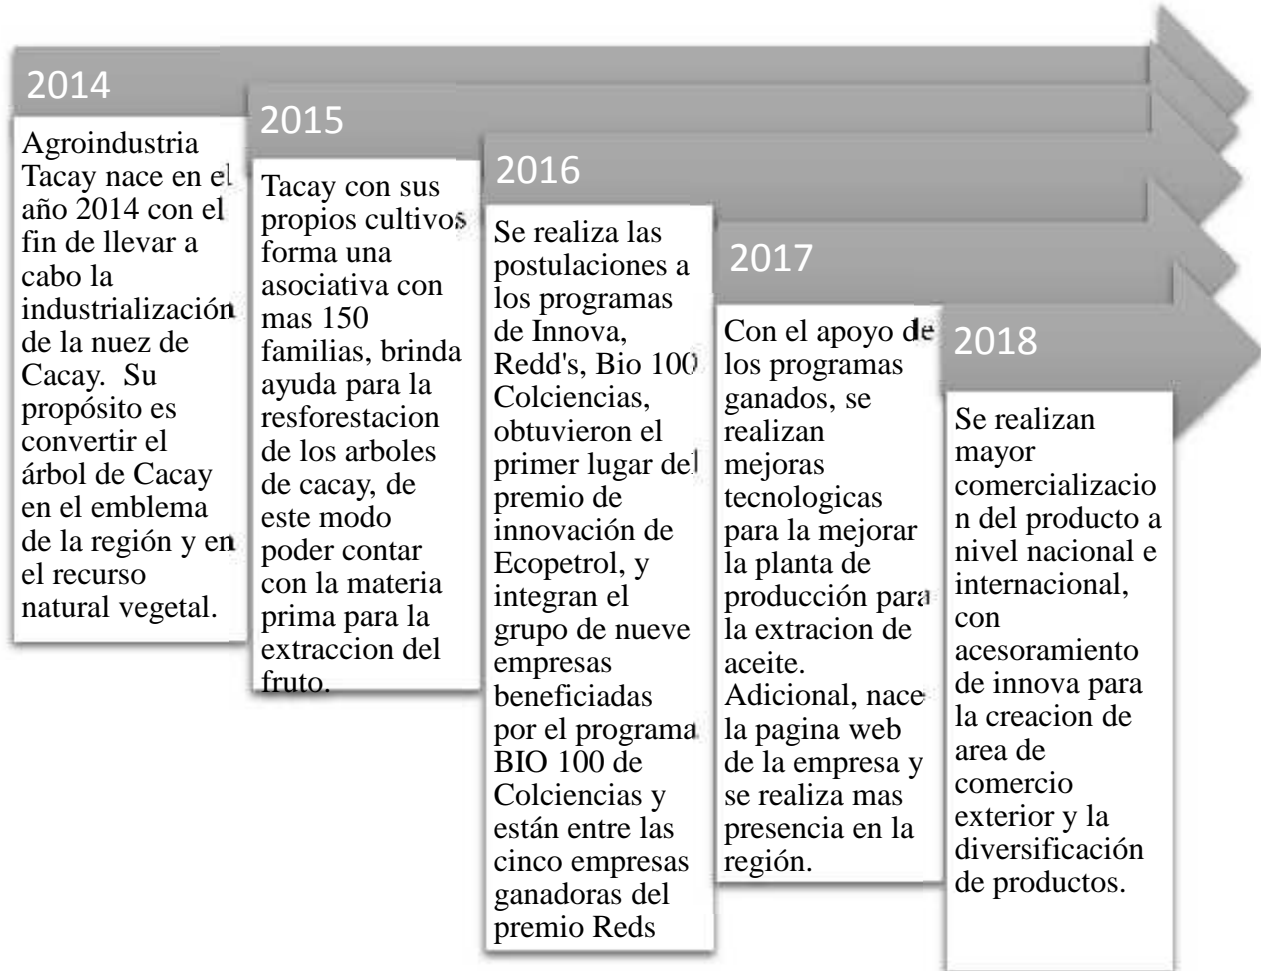 2014
Agroindustria
Tacay nace en el
año 2014 con el
fin de llevar a
cabo la
industrialización
de la nuez de
Cacay.  Su
propósito es
convertir el
árbol de Cacay
en el emblema
de la región y en
el recurso
natural vegetal.
2015
Tacay con sus
propios cultivos
forma una
asociativa con
mas 150
familias, brinda
ayuda para la
resforestacion
de los arboles
de cacay, de
este modo
poder contar
con la materia
prima para la
extraccion del
fruto.
2016
Se realiza las
postulaciones a
los programas
de Innova,
Redd's, Bio 100
Colciencias,
obtuvieron el
primer lugar del
premio de
innovación de
Ecopetrol, y
integran el
grupo de nueve
empresas
beneficiadas
por el programa
BIO 100 de
Colciencias y
están entre las
cinco empresas
ganadoras del
premio Reds
2017
Con el apoyo de
los programas
ganados, se
realizan
mejoras
tecnologicas
para la mejorar
la planta de
producción para
la extracion de
aceite.
Adicional, nace
la pagina web
de la empresa y
se realiza mas
presencia en la
región.
2018
Se realizan
mayor
comercializacio
n del producto a
nivel nacional e
internacional,
con
acesoramiento
de innova para
la creacion de
area de
comercio
exterior y la
diversificación
de productos.